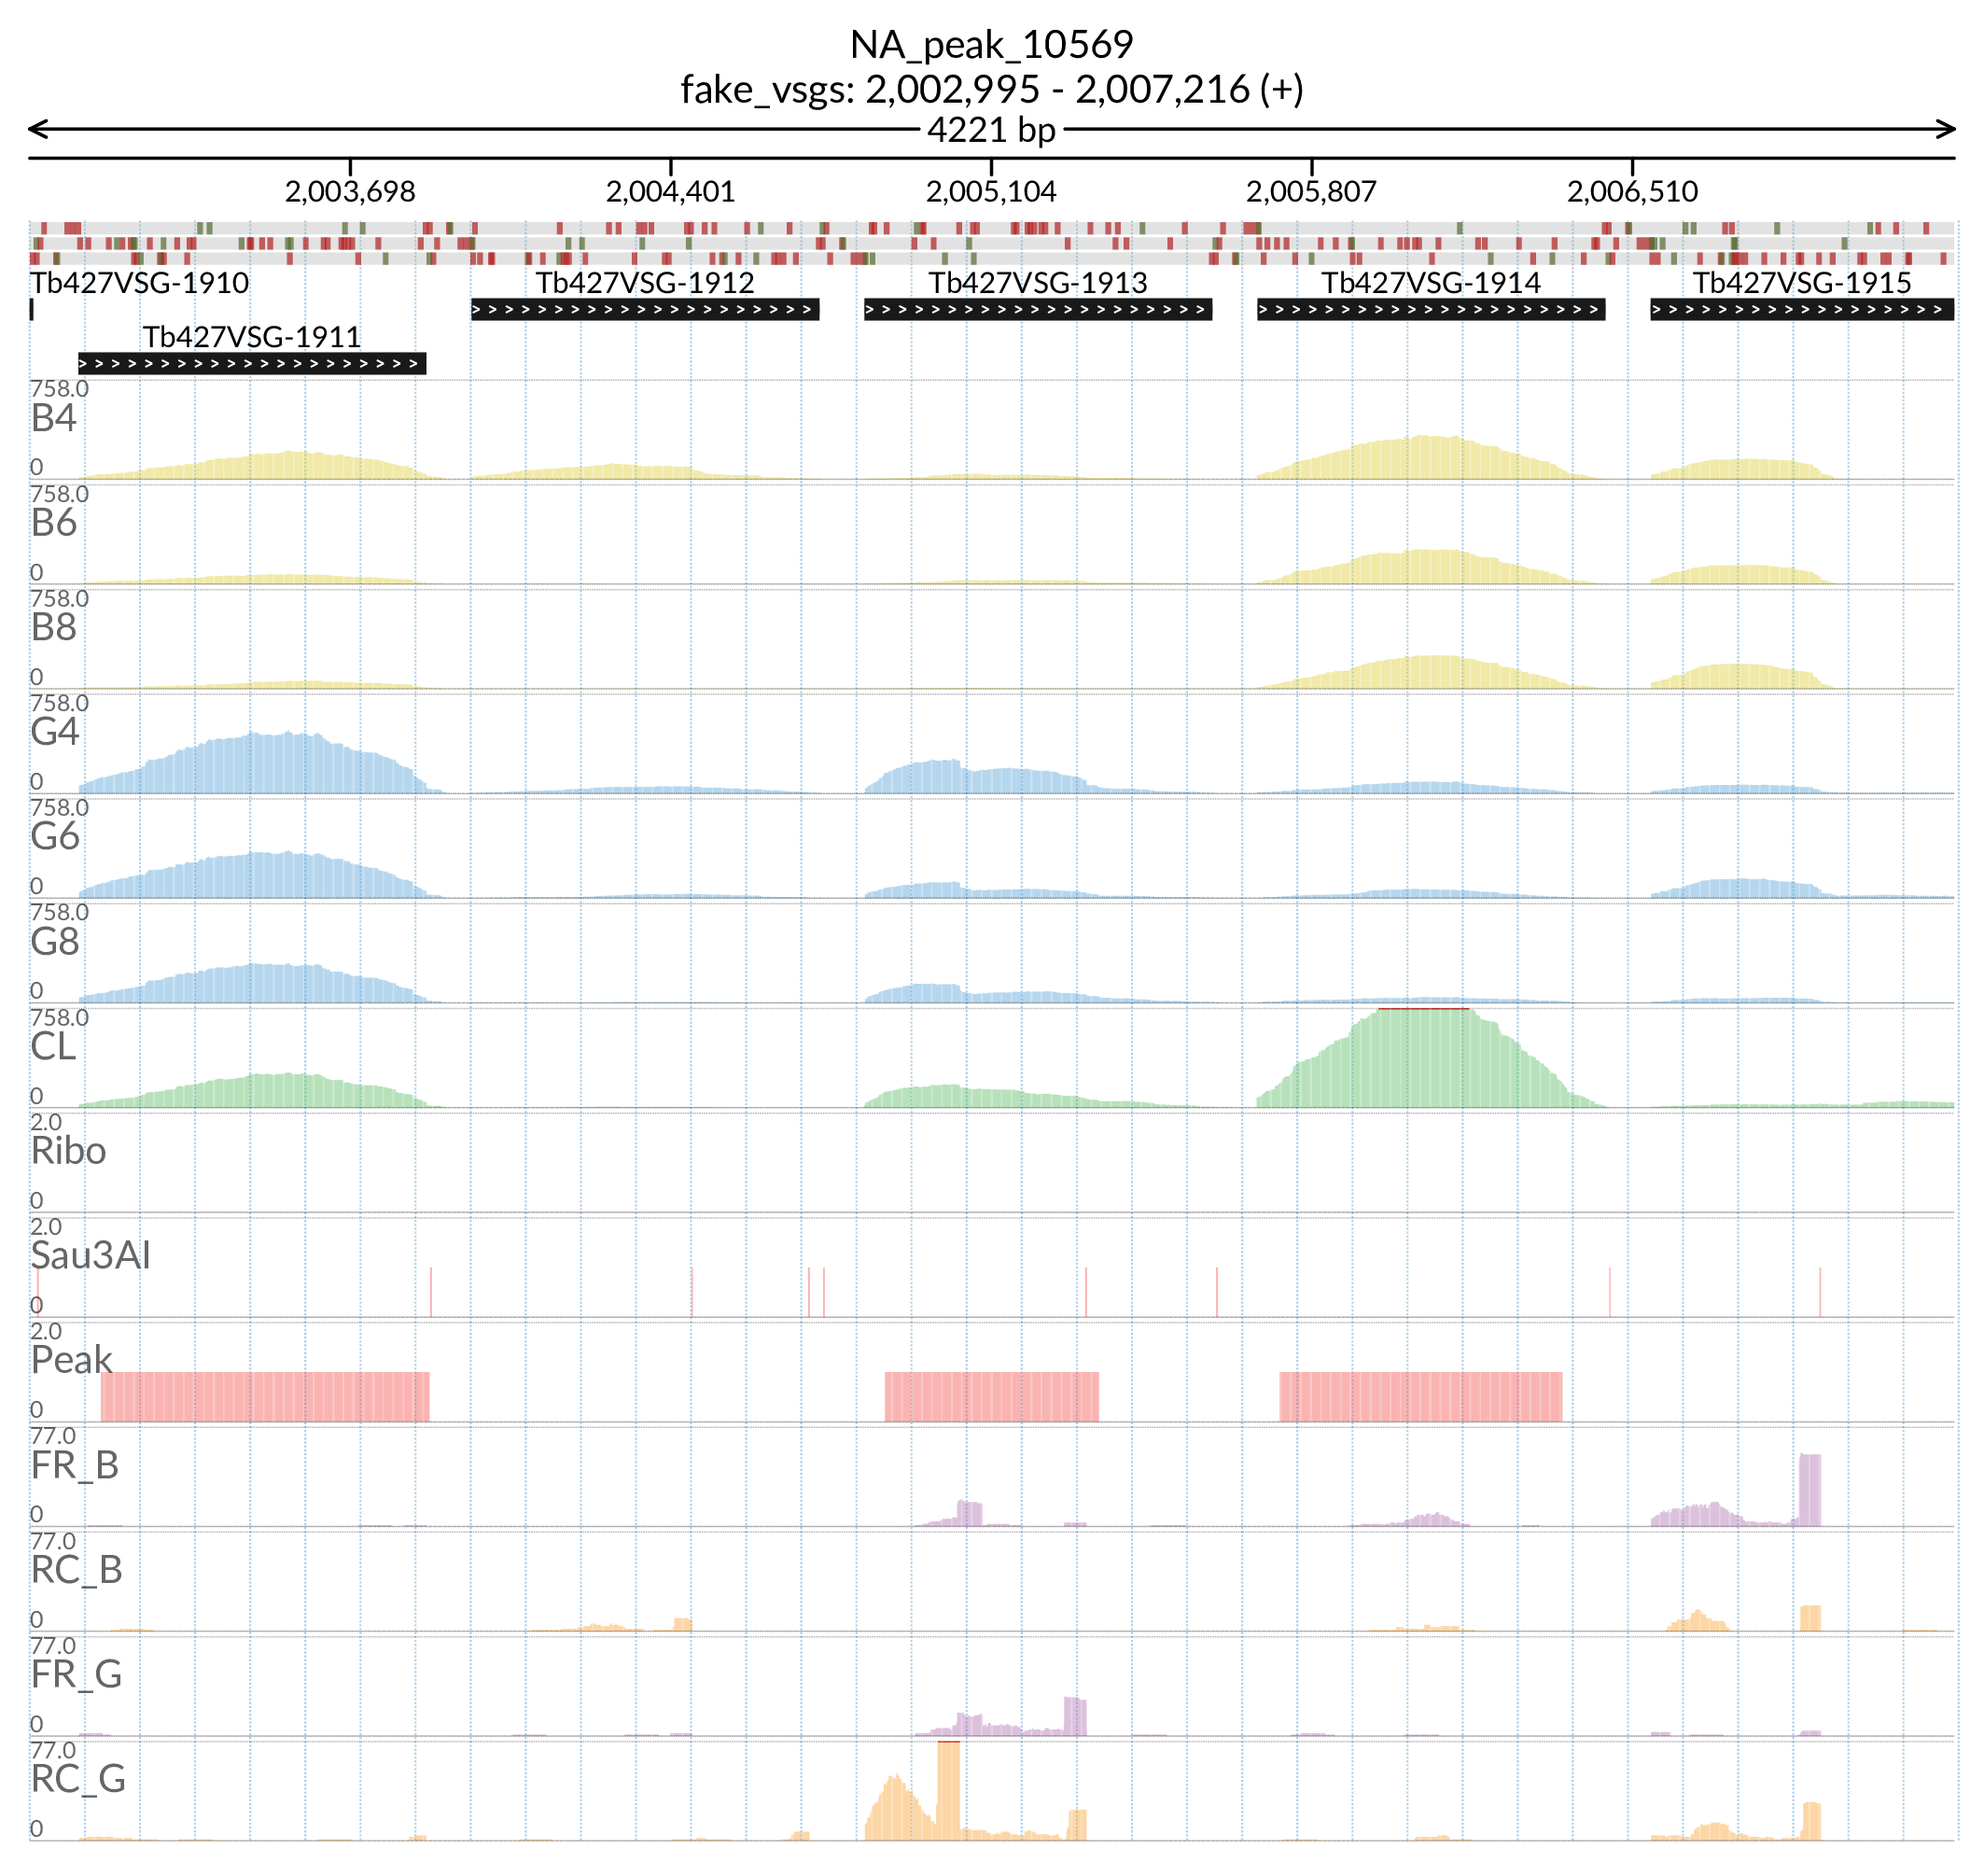 NA_peak_10569
fake_vsgs: 2,002,995 - 2,007,216 (+)
4221 bp
2,003,698 2,004,401 2,005,104 2,005,807 2,006,510
Tb427VSG-1910 Tb427VSG-1912 Tb427VSG-1913 Tb427VSG-1914 Tb427VSG-1915
Tb427VSG-1911
758.0
B4
0
758.0
B6
0
758.0
B8
0
758.0
G4
0
758.0
G6
0
758.0
G8
0
758.0
CL
0
2.0
Ribo
0
2.0
Sau3AI
0
2.0
Peak
0
77.0
FR_B
0
77.0
RC_B
0
77.0
FR_G
0
77.0
RC_G
0